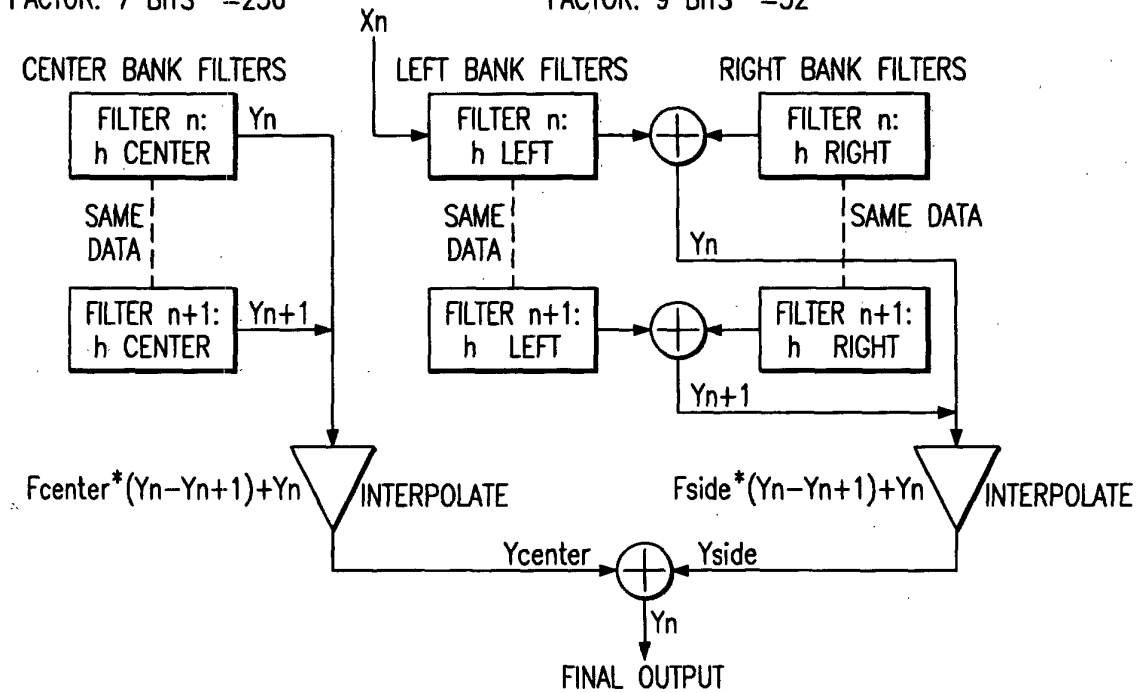 FACTOR: 7 BITS =256
FACTOR: 9 BITS =32
Xn
CENTER BANK FILTERS
LEFT BANK FILTERS
RIGHT BANK FILTERS
FILTER n:
h CENTER
Yn
FILTER n:
h LEFT
FILTER n:
h RIGHT
SAME
DATA
SAME
DATA
SAME DATA
Yn
FILTER n+1:
h CENTER
Yn+1
FILTER n+1:
h LEFT
FILTER n+1:
h RIGHT
Yn+1
Fcenter*(Yn-Yn+1)+Yn
INTERPOLATE
Fside*(Yn-Yn+1)+Yn
INTERPOLATE
Ycenter
Yside
Yn
FINAL OUTPUT